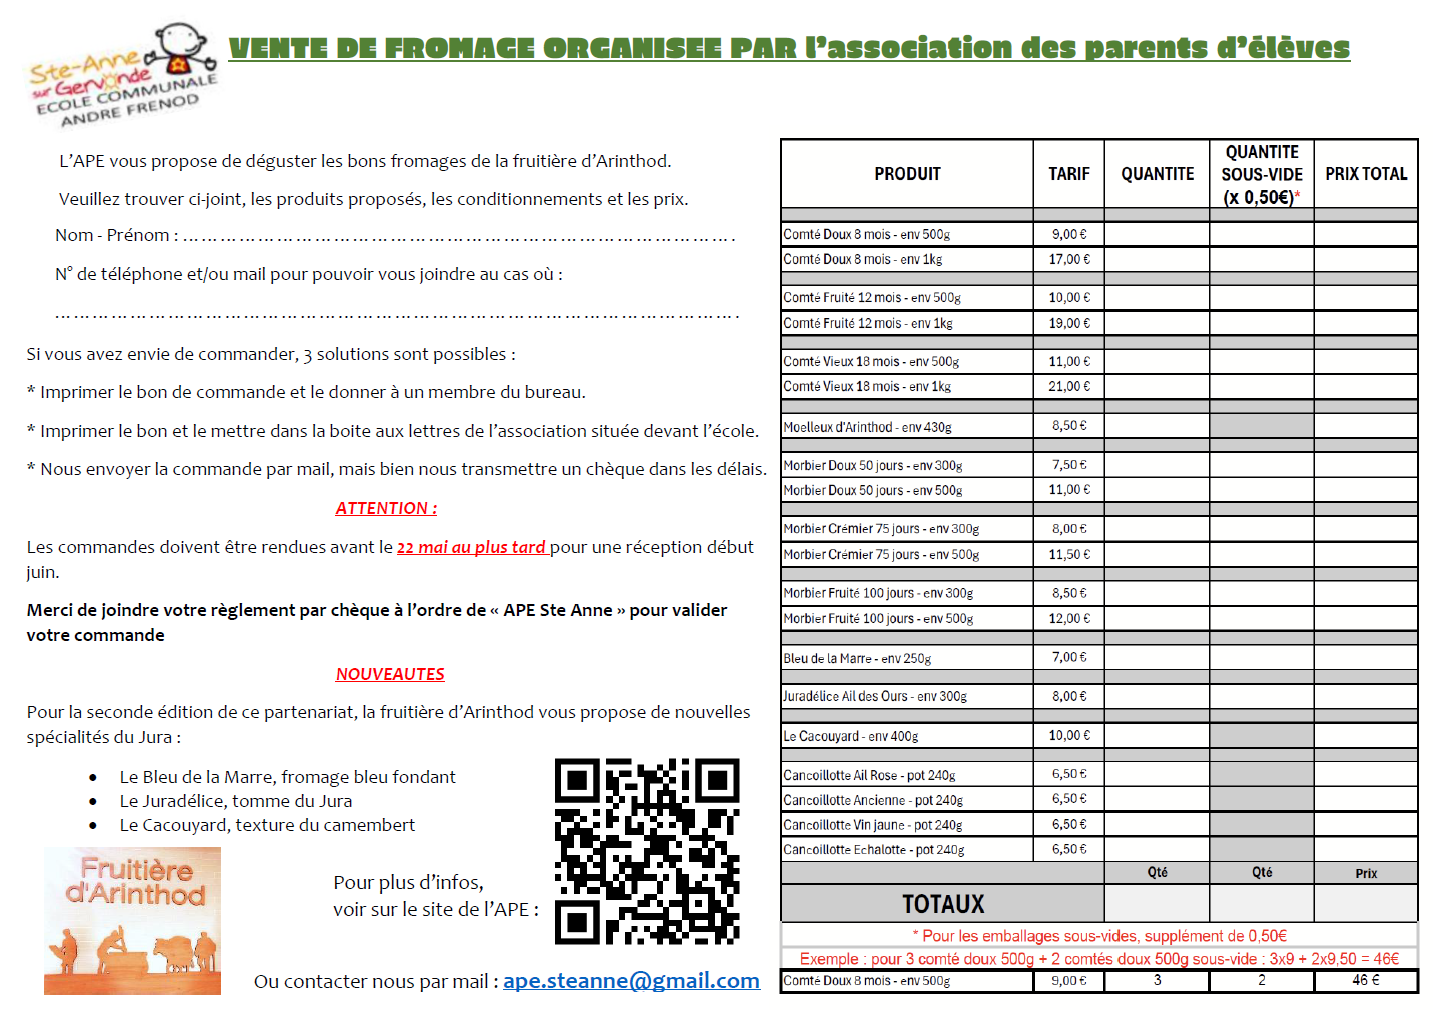 Ste-Anne
sur Gervonde
ECOLE COMMUNALE
ANDRE FRENOD
VENTE DE FROMAGE ORGANISEE PAR l'association des parents d'élèves
L'APE vous propose de déguster les bons fromages de la fruitière d'Arinthod.
Veuillez trouver ci-joint, les produits proposés, les conditionnements et les prix.
Nom - Prénom : ……………………………………………………………………………….
N° de téléphone et/ou mail pour pouvoir vous joindre au cas où :
………………………………………………………………………………………………….
Si vous avez envie de commander, 3 solutions sont possibles :
* Imprimer le bon de commande et le donner à un membre du bureau.
* Imprimer le bon et le mettre dans la boite aux lettres de l'association située devant l'école.
* Nous envoyer la commande par mail, mais bien nous transmettre un chèque dans les délais.
ATTENTION :
Les commandes doivent être rendues avant le 22 mai au plus tard pour une réception début
juin.
Merci de joindre votre règlement par chèque à l'ordre de « APE Ste Anne » pour valider
votre commande
NOUVEAUTES
Pour la seconde édition de ce partenariat, la fruitière d'Arinthod vous propose de nouvelles
spécialités du Jura :
• Le Bleu de la Marre, fromage bleu fondant
• Le Juradélice, tomme du Jura
• Le Cacouyard, texture du camembert
Fruitière
d'Arinthod
Pour plus d'infos,
voir sur le site de l'APE :
Ou contacter nous par mail : ape.steanne@gmail.com
PRODUIT TARIF QUANTITE QUANTITE SOUS-VIDE (x 0,50€)* PRIX TOTAL
Comté Doux 8 mois - env 500g 9,00 €
Comté Doux 8 mois - env 1kg 17,00 €
Comté Fruité 12 mois - env 500g 10,00 €
Comté Fruité 12 mois - env 1kg 19,00 €
Comté Vieux 18 mois - env 500g 11,00 €
Comté Vieux 18 mois - env 1kg 21,00 €
Moelleux d'Arinthod - env 430g 8,50 €
Morbier Doux 50 jours - env 300g 7,50 €
Morbier Doux 50 jours - env 500g 11,00 €
Morbier Crémier 75 jours - env 300g 8,00 €
Morbier Crémier 75 jours - env 500g 11,50 €
Morbier Fruité 100 jours - env 300g 8,50 €
Morbier Fruité 100 jours - env 500g 12,00 €
Bleu de la Marre - env 250g 7,00 €
Juradélice Ail des Ours - env 300g 8,00 €
Le Cacouyard - env 400g 10,00 €
Cancoillotte Ail Rose - pot 240g 6,50 €
Cancoillotte Ancienne - pot 240g 6,50 €
Cancoillotte Vin jaune - pot 240g 6,50 €
Cancoillotte Echalotte - pot 240g 6,50 €
Qté Qté Prix
TOTAUX
* Pour les emballages sous-vides, supplément de 0,50€
Exemple : pour 3 comté doux 500g + 2 comtés doux 500g sous-vide : 3x9 + 2x9,50 = 46€
Comté Doux 8 mois - env 500g 9,00 € 3 2 46 €